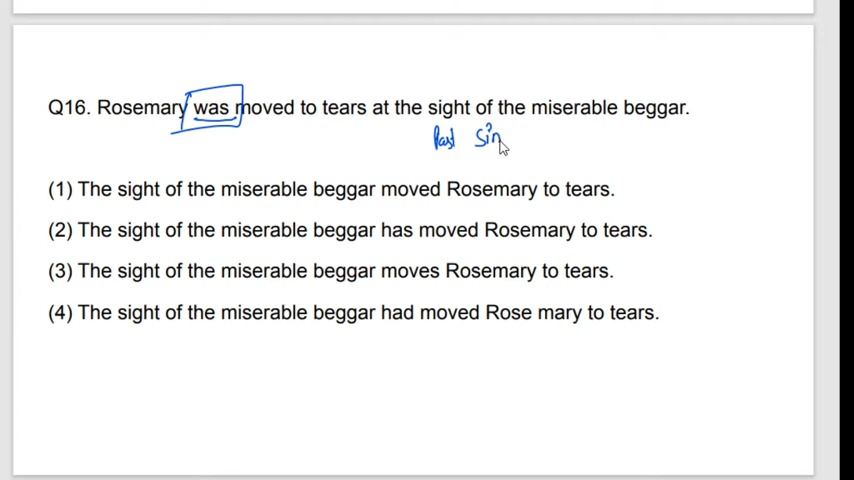 Q16. Rosemary was moved to tears at the sight of the miserable beggar.
Past Sin
(1) The sight of the miserable beggar moved Rosemary to tears.
(2) The sight of the miserable beggar has moved Rosemary to tears.
(3) The sight of the miserable beggar moves Rosemary to tears.
(4) The sight of the miserable beggar had moved Rose mary to tears.